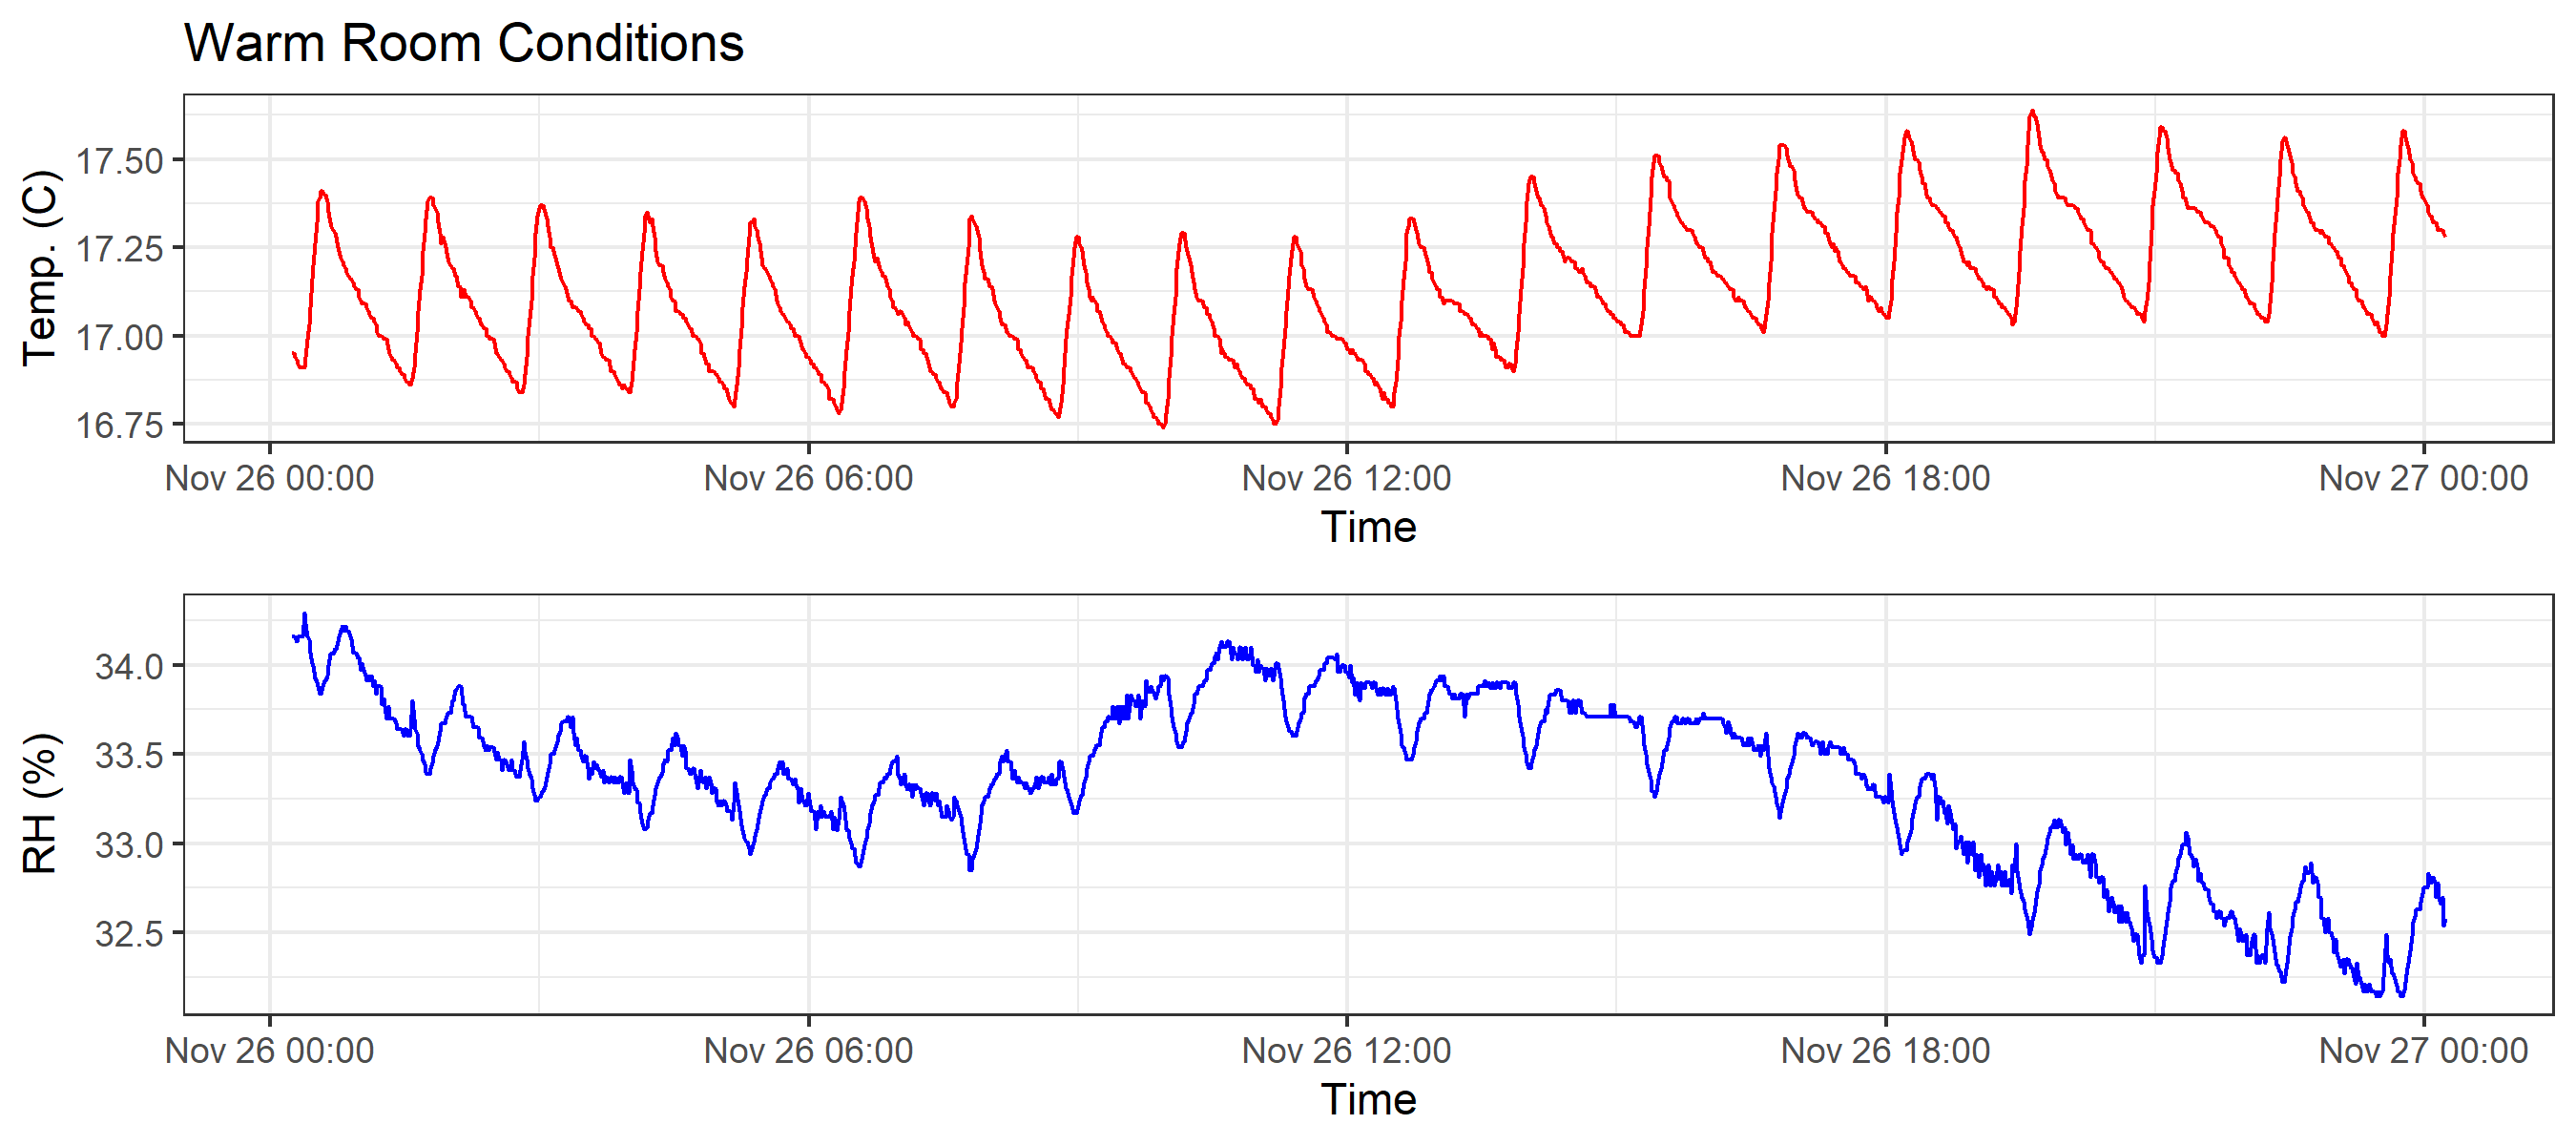 Warm Room Conditions
Temp. (C)
17.50
17.25
17.00
16.75
Nov 26 00:00 Nov 26 06:00 Nov 26 12:00 Nov 26 18:00 Nov 27 00:00
Time
RH (%)
34.0
33.5
33.0
32.5
Nov 26 00:00 Nov 26 06:00 Nov 26 12:00 Nov 26 18:00 Nov 27 00:00
Time